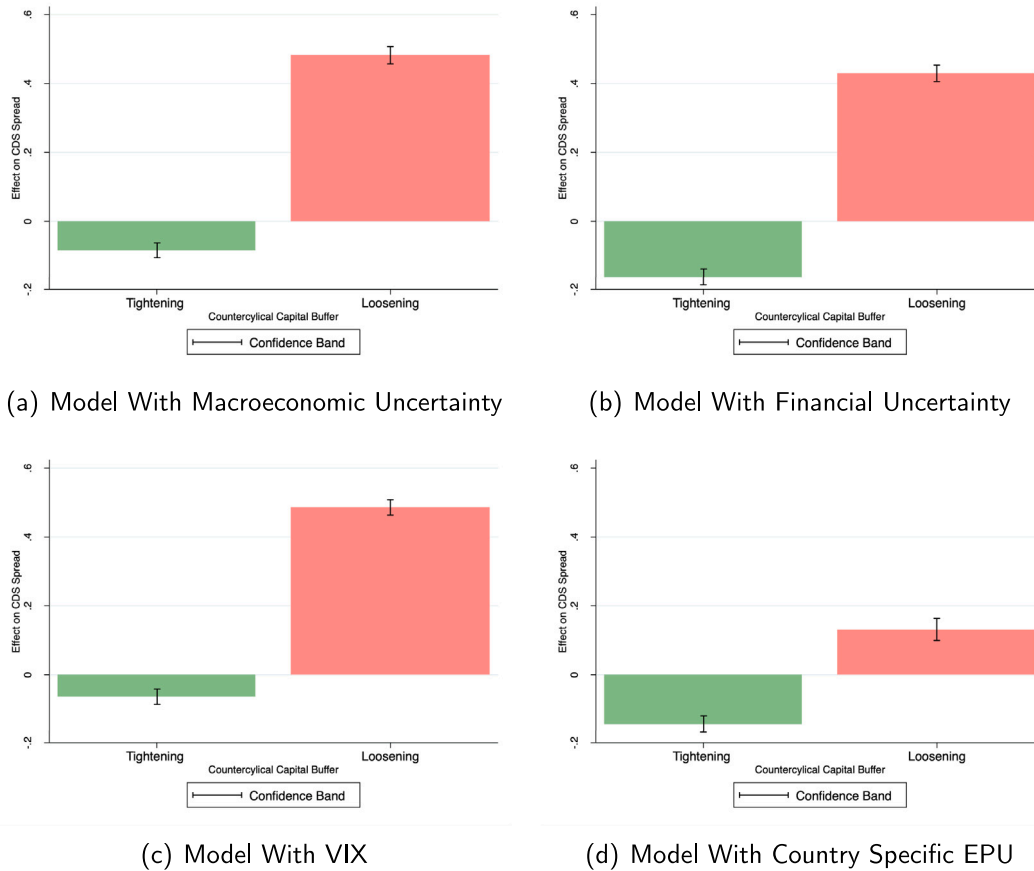 .6
.4
.2
0
-.2
Effect on CDS Spread
Tightening
Loosening
Countercylical Capital Buffer
Confidence Band
(a) Model With Macroeconomic Uncertainty
.6
.4
.2
0
-.2
Effect on CDS Spread
Tightening
Loosening
Countercylical Capital Buffer
Confidence Band
(b) Model With Financial Uncertainty
.6
.4
.2
0
-.2
Effect on CDS Spread
Tightening
Loosening
Countercylical Capital Buffer
Confidence Band
(c) Model With VIX
.6
.4
.2
0
-.2
Effect on CDS Spread
Tightening
Loosening
Countercylical Capital Buffer
Confidence Band
(d) Model With Country Specific EPU